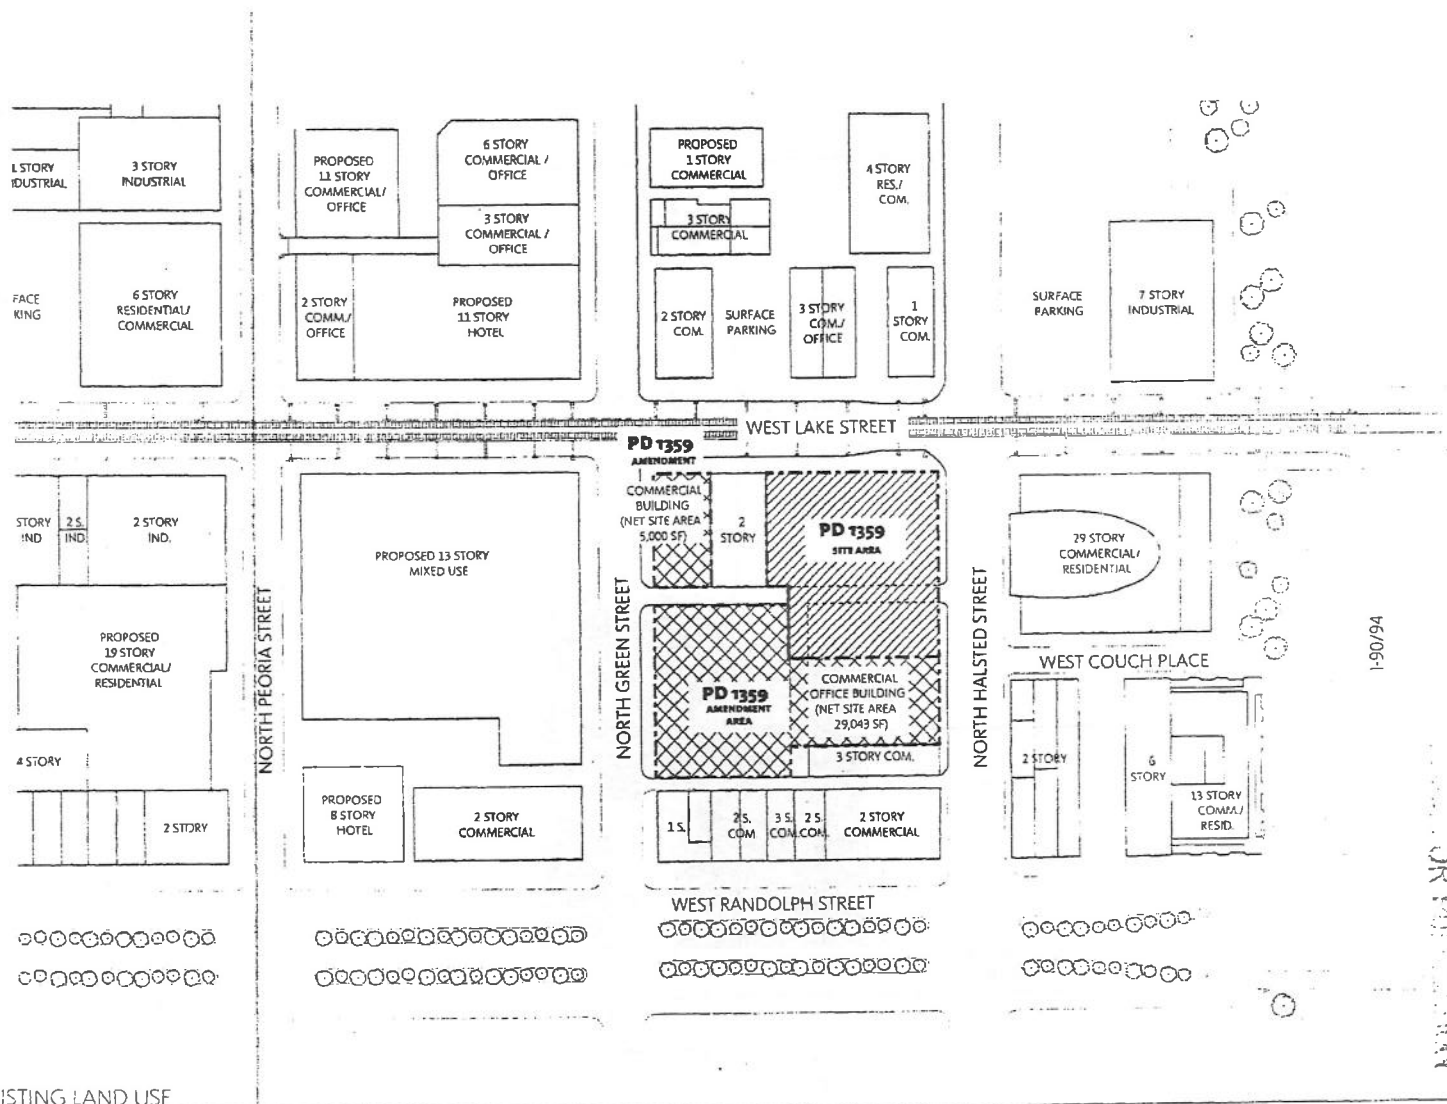 3 STORY
INDUSTRIAL
PROPOSED
11 STORY
COMMERCIAL/
OFFICE
6 STORY
COMMERCIAL /
OFFICE
3 STORY
COMMERCIAL /
OFFICE
PROPOSED
1 STORY
COMMERCIAL
3 STORY
COMMERCIAL
4 STORY
RES./
COM.
6 STORY
RESIDENTIAL/
COMMERCIAL
2 STORY
COMM./
OFFICE
PROPOSED
11 STORY
HOTEL
2 STORY
COM.
SURFACE
PARKING
3 STORY
COM./
OFFICE
1
STORY
COM.
SURFACE
PARKING
7 STORY
INDUSTRIAL
WEST LAKE STREET
PD 1359
AMENDMENT
COMMERCIAL
BUILDING
(NET SITE AREA
5,000 SF)
2
STORY
PD 1359
SITE AREA
STORY
IND
2 S.
IND.
2 STORY
IND.
PROPOSED 13 STORY
MIXED USE
29 STORY
COMMERCIAL/
RESIDENTIAL
NORTH PEORIA STREET
NORTH GREEN STREET
NORTH HALSTED STREET
I-90/94
PROPOSED
19 STORY
COMMERCIAL/
RESIDENTIAL
WEST COUCH PLACE
PD 1359
AMENDMENT
AREA
COMMERCIAL
OFFICE BUILDING
(NET SITE AREA
29,043 SF)
3 STORY COM.
4 STORY
2 STORY
6
STORY
13 STORY
COMM./
RESID.
2 STORY
PROPOSED
8 STORY
HOTEL
2 STORY
COMMERCIAL
1 S.
2 S.
COM
3 S.
COM.
2 S.
COM.
2 STORY
COMMERCIAL
WEST RANDOLPH STREET
ISTING LAND USE